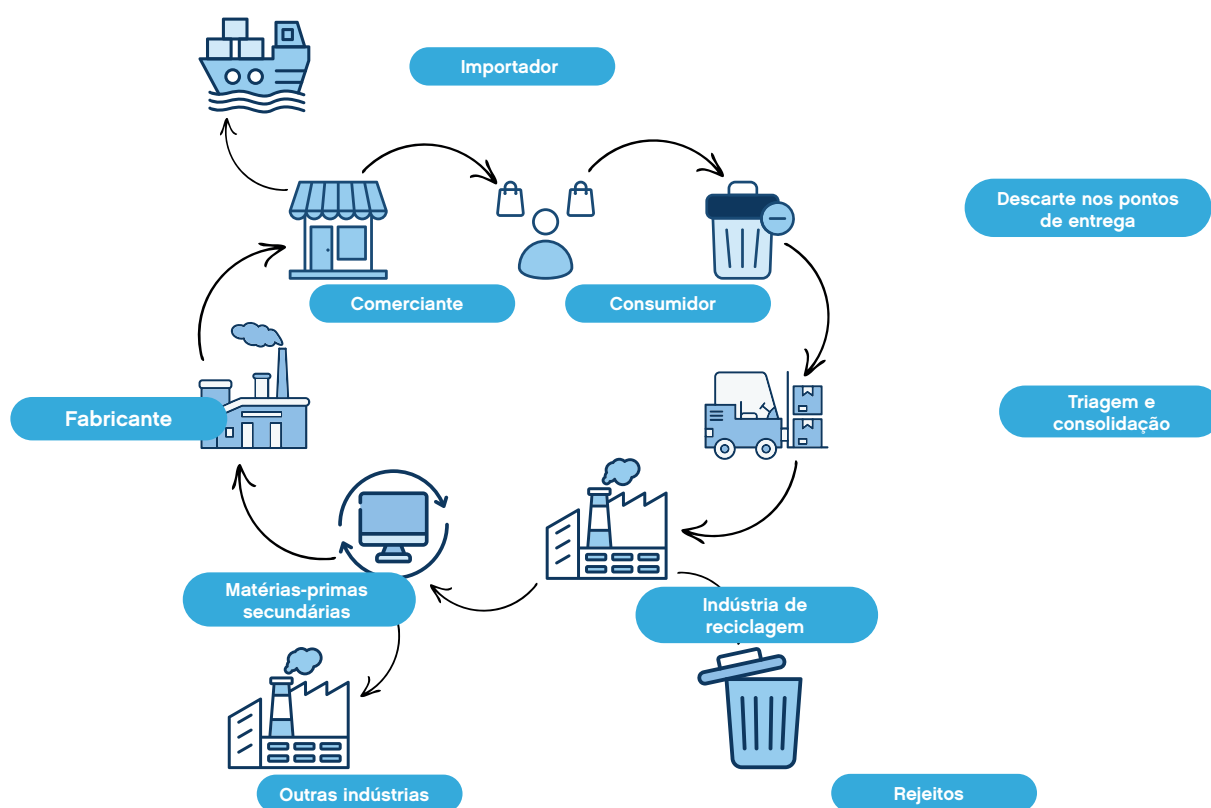 Importador
Descarte nos pontos
de entrega
Comerciante
Consumidor
Fabricante
Triagem e
consolidação
Matérias-primas
secundárias
Indústria de
reciclagem
Outras indústrias
Rejeitos